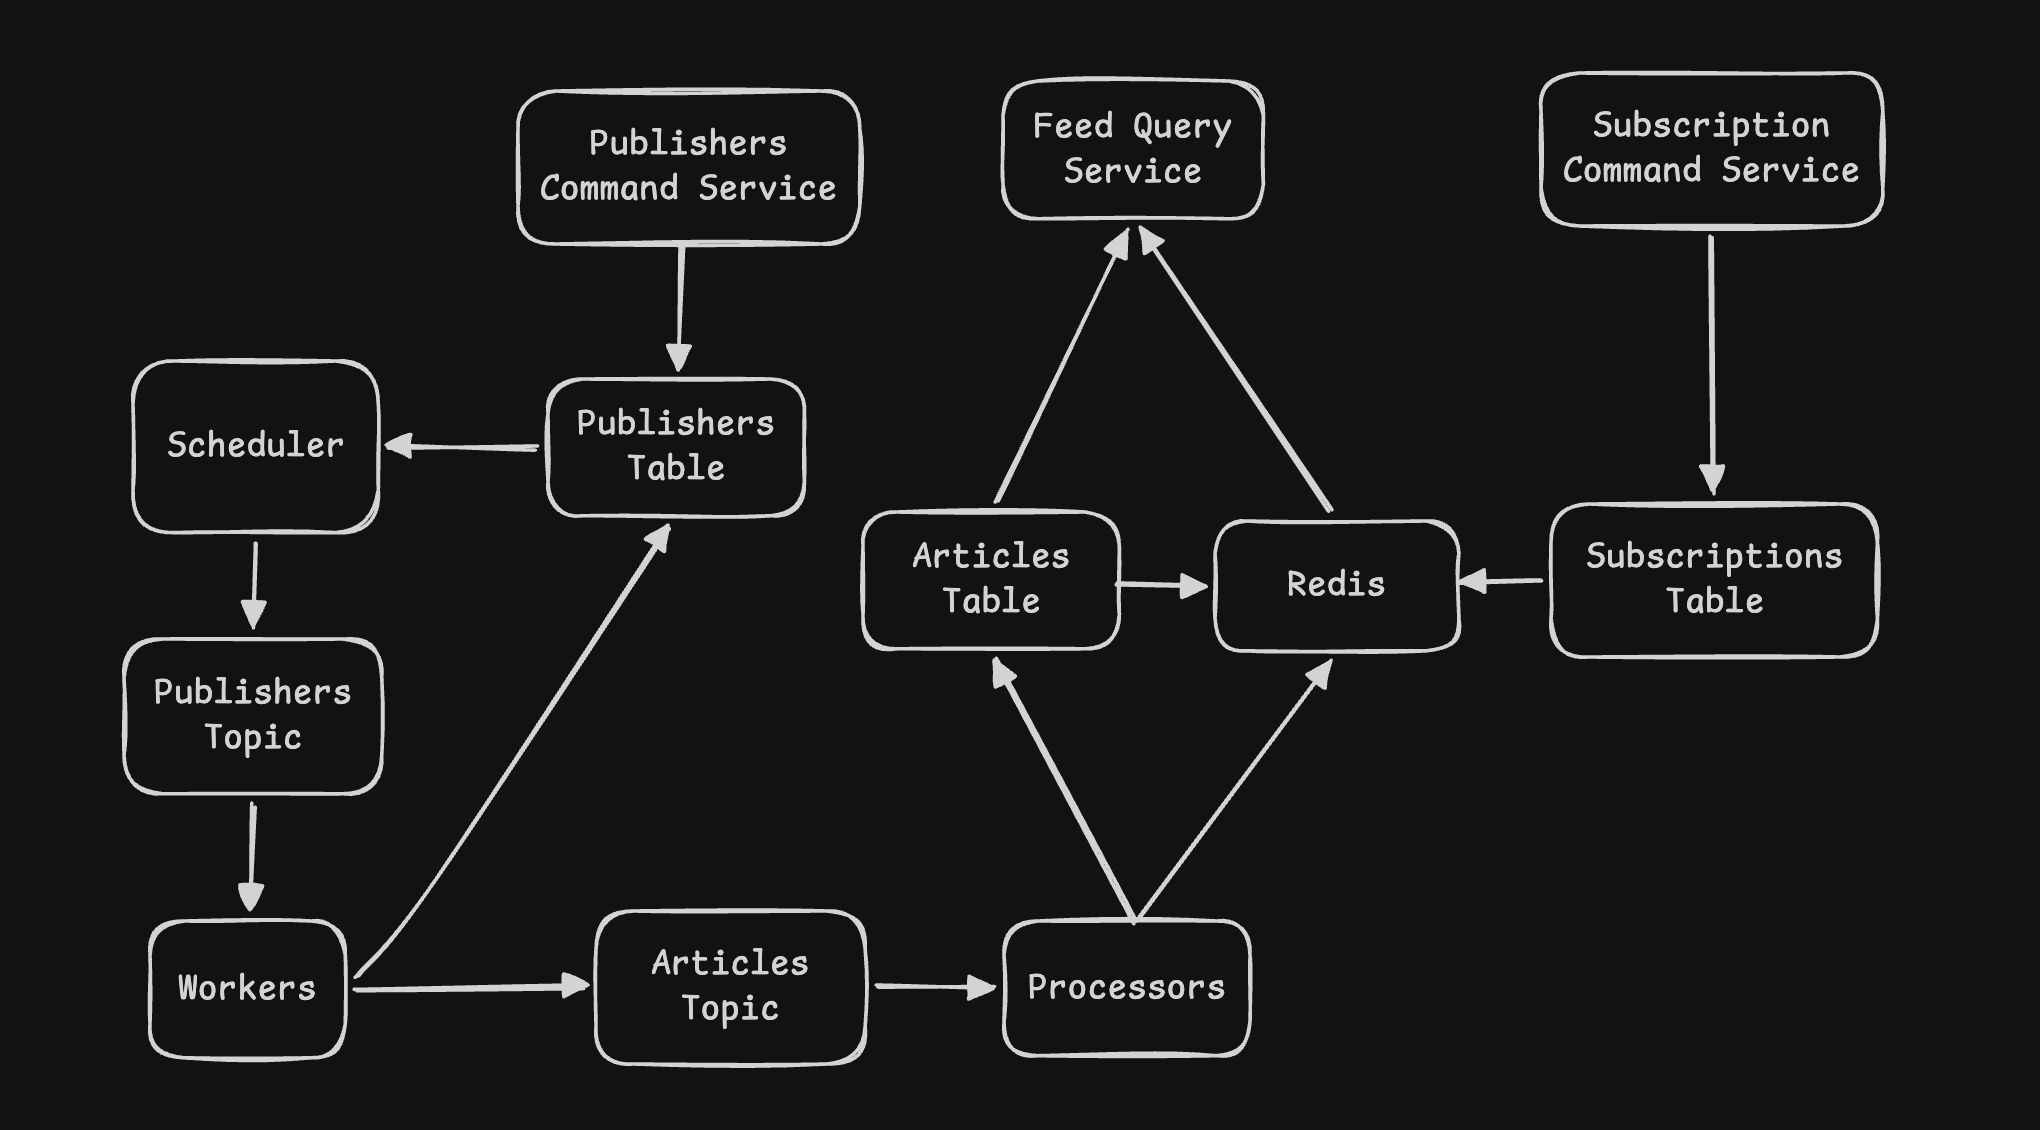 Publishers
Command Service
Feed Query
Service
Subscription
Command Service
Scheduler
Publishers
Table
Articles
Table
Redis
Subscriptions
Table
Publishers
Topic
Workers
Articles
Topic
Processors